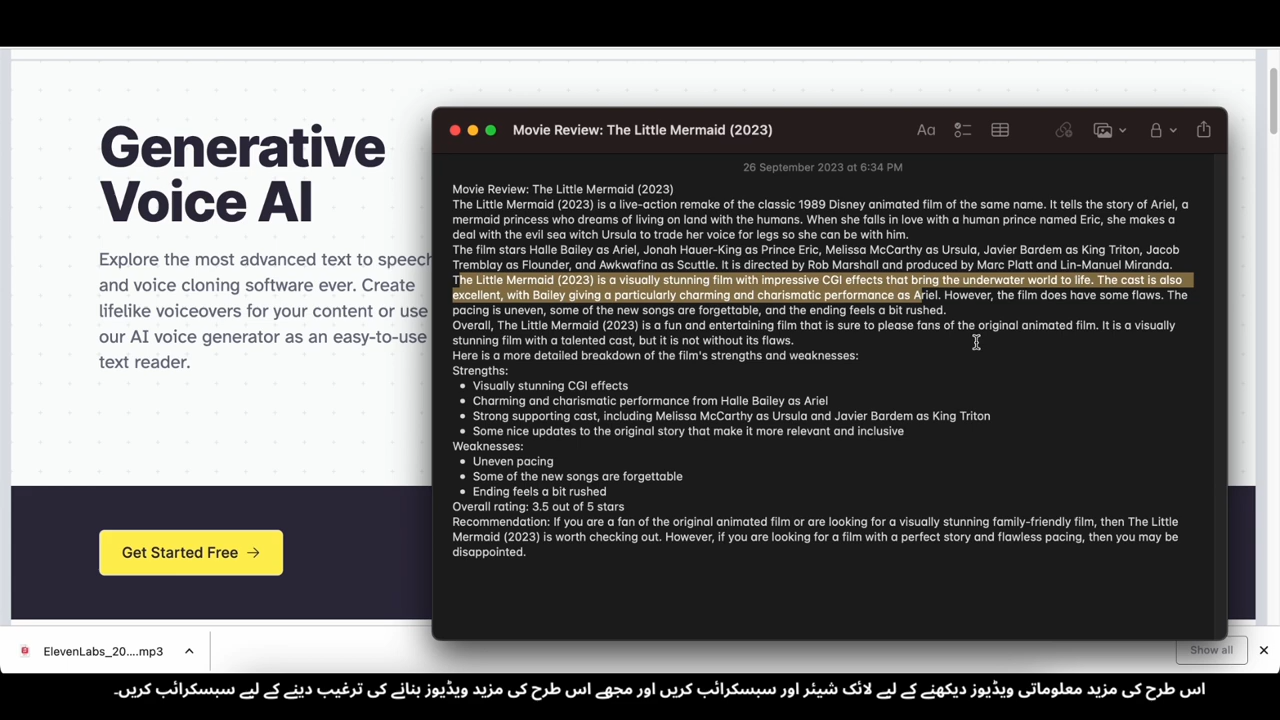 Generative
Voice AI
Explore the most advanced text to speech
and voice cloning software ever. Create
lifelike voiceovers for your content or use
our AI voice generator as an easy-to-use
text reader.
Get Started Free →
Movie Review: The Little Mermaid (2023)
Aa
26 September 2023 at 6:34 PM
Movie Review: The Little Mermaid (2023)
The Little Mermaid (2023) is a live-action remake of the classic 1989 Disney animated film of the same name. It tells the story of Ariel, a
mermaid princess who dreams of living on land with the humans. When she falls in love with a human prince named Eric, she makes a
deal with the evil sea witch Ursula to trade her voice for legs so she can be with him.
The film stars Halle Bailey as Ariel, Jonah Hauer-King as Prince Eric, Melissa McCarthy as Ursula, Javier Bardem as King Triton, Jacob
Tremblay as Flounder, and Awkwafina as Scuttle. It is directed by Rob Marshall and produced by Marc Platt and Lin-Manuel Miranda.
The Little Mermaid (2023) is a visually stunning film with impressive CGI effects that bring the underwater world to life. The cast is also
excellent, with Bailey giving a particularly charming and charismatic performance as Ariel. However, the film does have some flaws. The
pacing is uneven, some of the new songs are forgettable, and the ending feels a bit rushed.
Overall, The Little Mermaid (2023) is a fun and entertaining film that is sure to please fans of the original animated film. It is a visually
stunning film with a talented cast, but it is not without its flaws.
Here is a more detailed breakdown of the film's strengths and weaknesses:
Strengths:
• Visually stunning CGI effects
• Charming and charismatic performance from Halle Bailey as Ariel
• Strong supporting cast, including Melissa McCarthy as Ursula and Javier Bardem as King Triton
• Some nice updates to the original story that make it more relevant and inclusive
Weaknesses:
• Uneven pacing
• Some of the new songs are forgettable
• Ending feels a bit rushed
Overall rating: 3.5 out of 5 stars
Recommendation: If you are a fan of the original animated film or are looking for a visually stunning family-friendly film, then The Little
Mermaid (2023) is worth checking out. However, if you are looking for a film with a perfect story and flawless pacing, then you may be
disappointed.
ElevenLabs_20....mp3
Show all
اس طرح کی مزید معلوماتی ویڈیوز دیکھنے کے لیے لائک شیئر اور سبسکرائب کریں اور مجھے اس طرح کی مزید ویڈیوز بنانے کی ترغیب دینے کے لیے سبسکرائب کریں۔